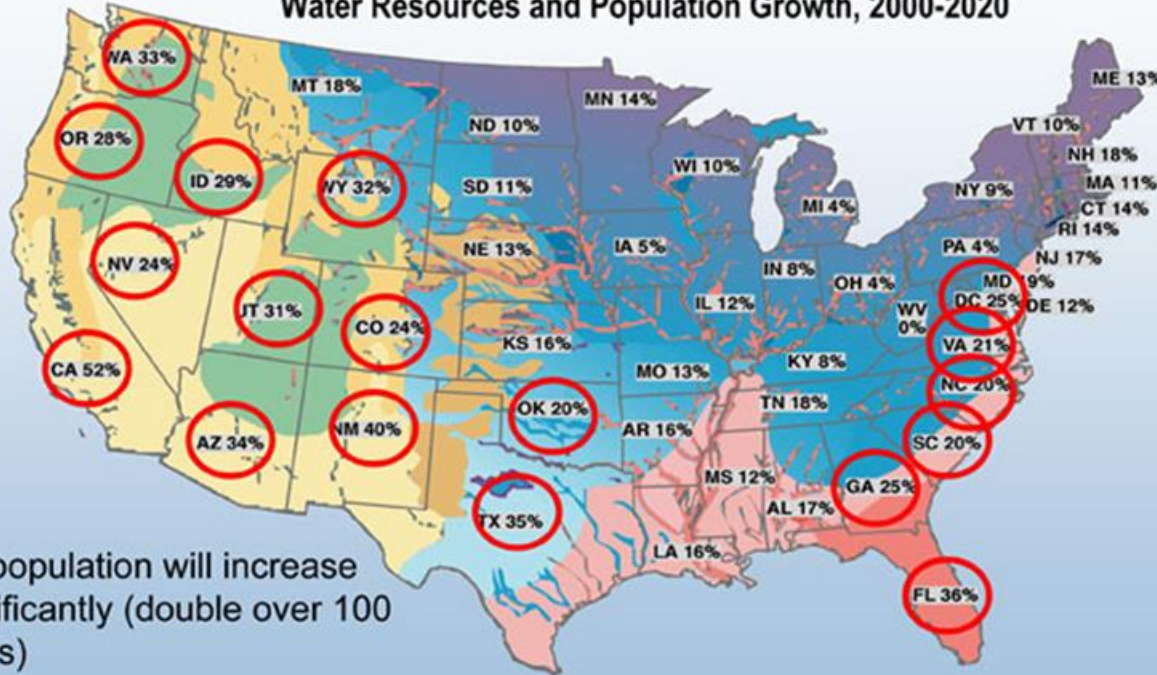 Water Resources and Population Growth, 2000-2020
WA 33%
MT 18%
ME 13%
MN 14%
ND 10%
VT 10%
OR 28%
NH 18%
WI 10%
ID 29%
WY 32%
SD 11%
NY 9%
MA 11%
MI 4%
CT 14%
RI 14%
NE 13%
IA 5%
PA 4%
NJ 17%
NV 24%
IN 8%
OH 4%
MD 9%
DC 25%
DE 12%
UT 31%
IL 12%
WV
0%
CO 24%
KS 16%
VA 21%
CA 52%
MO 13%
KY 8%
NC 20%
TN 18%
OK 20%
AR 16%
AZ 34%
NM 40%
SC 20%
MS 12%
GA 25%
AL 17%
TX 35%
LA 16%
population will increase
ificantly (double over 100
s)
FL 36%